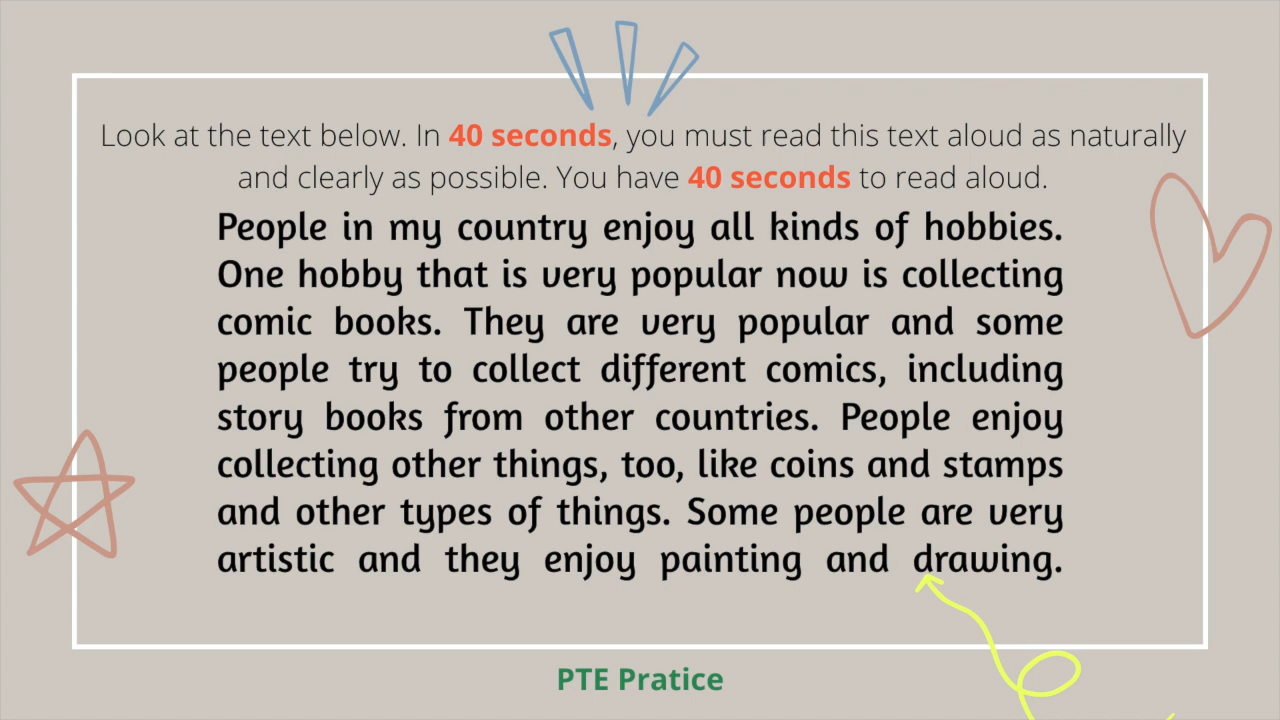 Look at the text below. In 40 seconds, you must read this text aloud as naturally
and clearly as possible. You have 40 seconds to read aloud.
People in my country enjoy all kinds of hobbies.
One hobby that is very popular now is collecting
comic books. They are very popular and some
people try to collect different comics, including
story books from other countries. People enjoy
collecting other things, too, like coins and stamps
and other types of things. Some people are very
artistic and they enjoy painting and drawing.
PTE Pratice